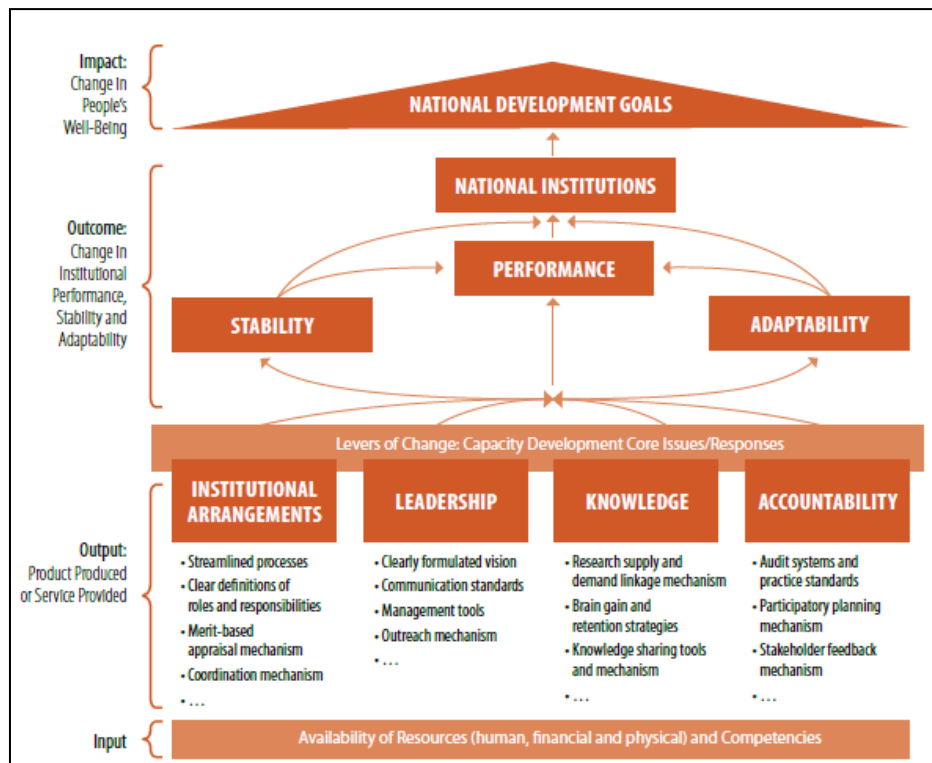 Impact:
Change in
People's
Well-Being
NATIONAL DEVELOPMENT GOALS
NATIONAL INSTITUTIONS
Outcome:
Change in
Institutional
Performance,
Stability and
Adaptability
PERFORMANCE
STABILITY
ADAPTABILITY
Levers of Change: Capacity Development Core Issues/Responses
Output:
Product Produced
or Service Provided
INSTITUTIONAL
ARRANGEMENTS
• Streamlined processes
• Clear definitions of
roles and responsibilities
• Merit-based
appraisal mechanism
• Coordination mechanism
• ...
LEADERSHIP
• Clearly formulated vision
• Communication standards
• Management tools
• Outreach mechanism
• ...
KNOWLEDGE
• Research supply and
demand linkage mechanism
• Brain gain and
retention strategies
• Knowledge sharing tools
and mechanism
• ...
ACCOUNTABILITY
• Audit systems and
practice standards
• Participatory planning
mechanism
• Stakeholder feedback
mechanism
• ...
Input
Availability of Resources (human, financial and physical) and Competencies